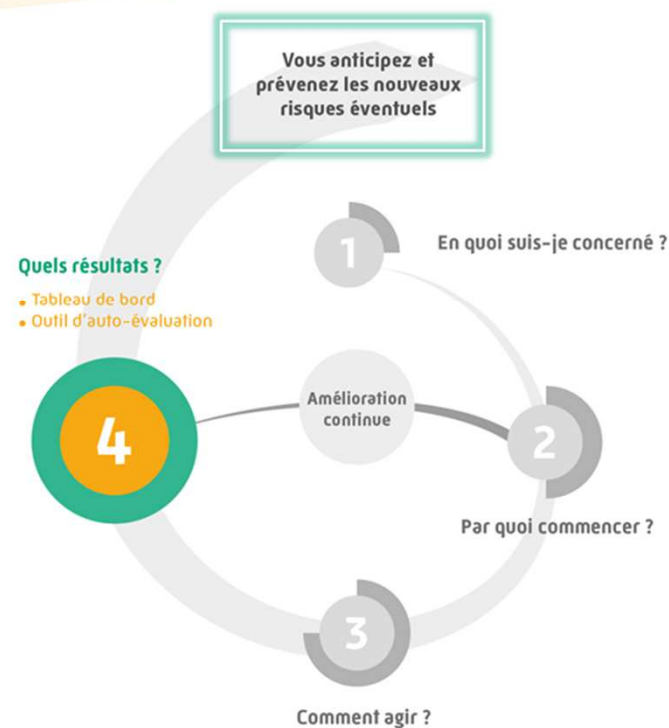 Vous anticipez et
prévenez les nouveaux
risques éventuels
1
En quoi suis-je concerné ?
Quels résultats ?
• Tableau de bord
• Outil d'auto-évaluation
Amélioration
continue
4
2
Par quoi commencer ?
3
Comment agir ?